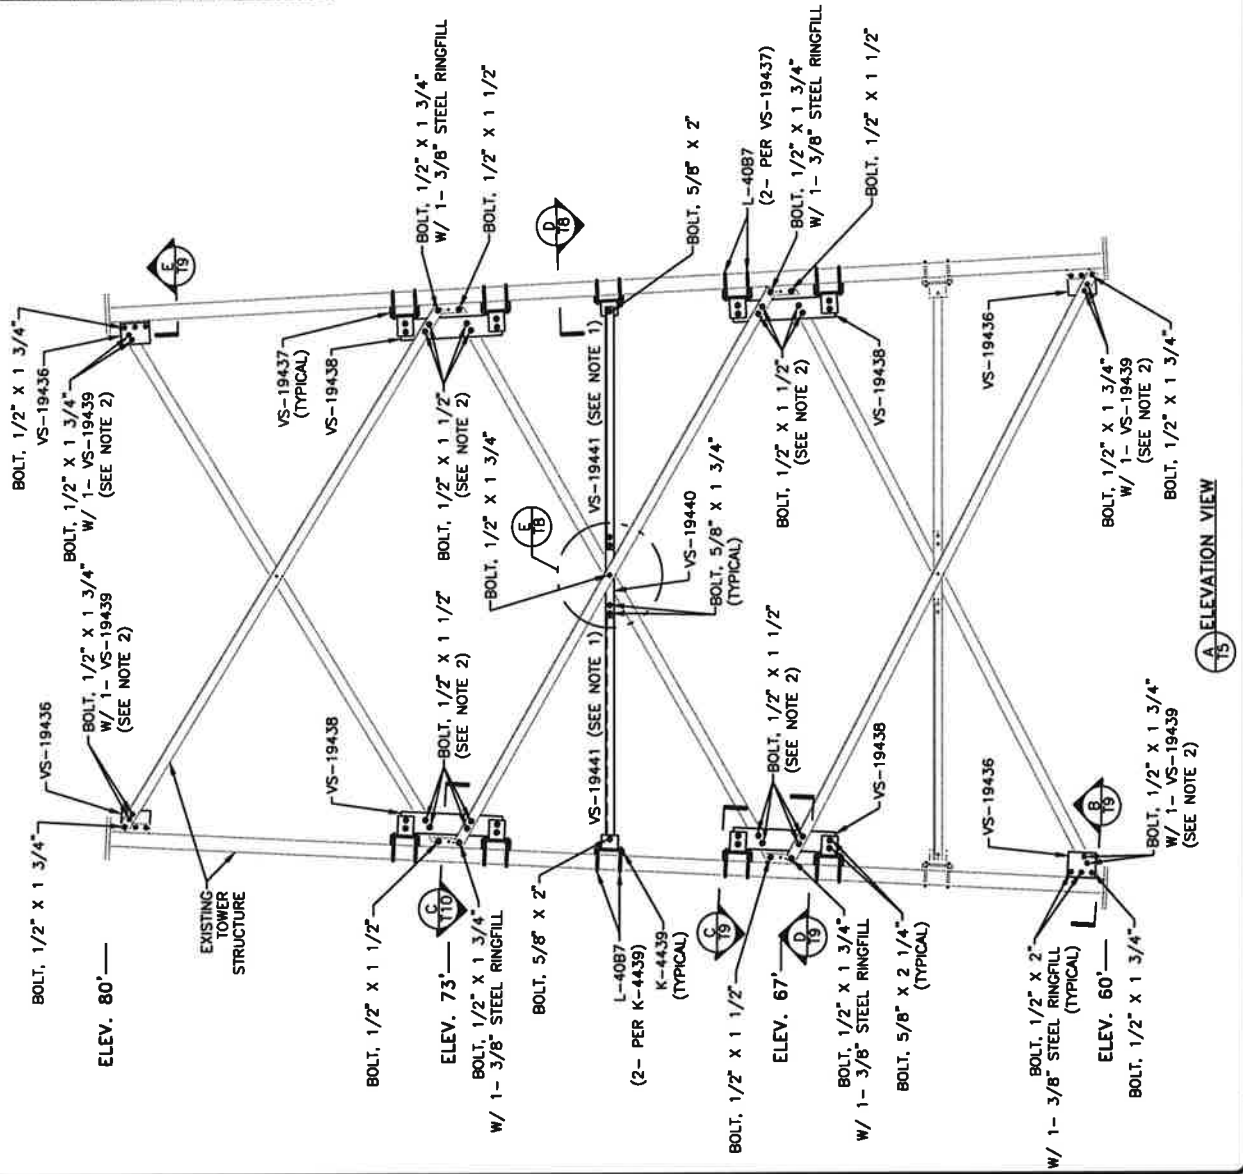 BOLT, 1/2" X 1 3/4"
VS-19436
BOLT, 1/2" X 1 3/4"
W/ 1- VS-19439
(SEE NOTE 2)
BOLT, 1/2" X 1 3/4"
VS-19436
BOLT, 1/2" X 1 3/4"
W/ 1- VS-19439
(SEE NOTE 2)
E
T9
ELEV. 80'
EXISTING
TOWER
STRUCTURE
VS-19438
VS-19437
(TYPICAL)
VS-19438
BOLT, 1/2" X 1 3/4"
W/ 1- 3/8" STEEL RINGFILL
BOLT, 1/2" X 1 1/2"
BOLT, 1/2" X 1 1/2"
C
T10
ELEV. 73'
BOLT, 1/2" X 1 3/4"
W/ 1- 3/8" STEEL RINGFILL
BOLT, 1/2" X 1 1/2"
(SEE NOTE 2)
BOLT, 1/2" X 1 1/2"
(SEE NOTE 2)
BOLT, 1/2" X 1 3/4"
E
T8
D
T8
BOLT, 5/8" X 2"
VS-19441 (SEE NOTE 1)
VS-19441 (SEE NOTE 1)
BOLT, 5/8" X 2"
L-40B7
(2- PER K-4439)
K-4439
(TYPICAL)
VS-19440
BOLT, 5/8" X 1 3/4"
(TYPICAL)
L-40B7
(2- PER VS-19437)
BOLT, 1/2" X 1 3/4"
W/ 1- 3/8" STEEL RINGFILL
BOLT, 1/2" X 1 1/2"
C
T9
BOLT, 1/2" X 1 1/2"
ELEV. 67'
D
T9
BOLT, 1/2" X 1 3/4"
W/ 1- 3/8" STEEL RINGFILL
BOLT, 5/8" X 2 1/4"
(TYPICAL)
BOLT, 1/2" X 1 1/2"
(SEE NOTE 2)
VS-19438
BOLT, 1/2" X 1 1/2"
(SEE NOTE 2)
VS-19438
VS-19436
VS-19436
BOLT, 1/2" X 2"
W/ 1- 3/8" STEEL RINGFILL
(TYPICAL)
ELEV. 60'
BOLT, 1/2" X 1 3/4"
B
T9
BOLT, 1/2" X 1 3/4"
W/ 1- VS-19439
(SEE NOTE 2)
BOLT, 1/2" X 1 3/4"
W/ 1- VS-19439
(SEE NOTE 2)
BOLT, 1/2" X 1 3/4"
A
T5
ELEVATION VIEW